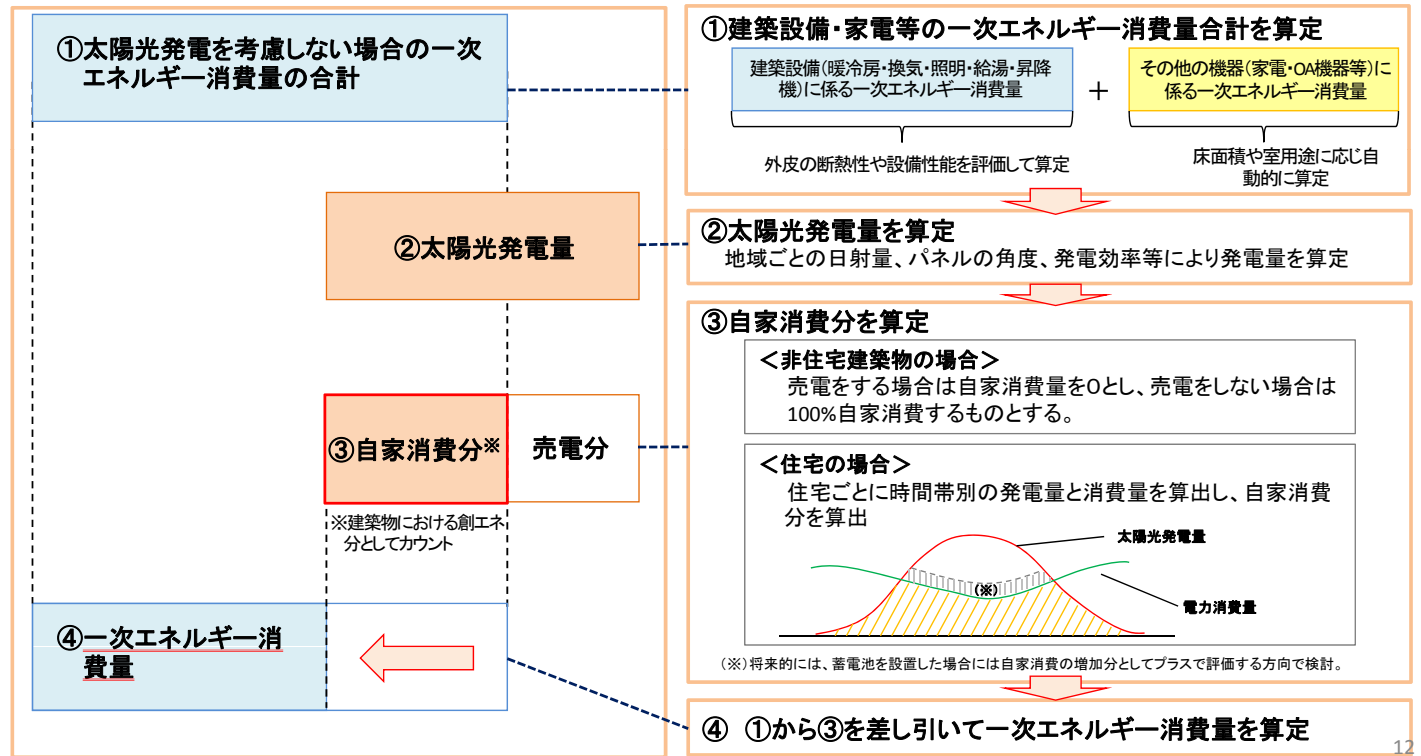 ①太陽光発電を考慮しない場合の一次
エネルギー消費量の合計
②太陽光発電量
③自家消費分※
売電分
※建築物における創エネ
分としてカウント
④一次エネルギー消
費量
①建築設備・家電等の一次エネルギー消費量合計を算定
建築設備(暖冷房・換気・照明・給湯・昇降
機)に係る一次エネルギー消費量
+
その他の機器(家電・OA機器等)に
係る一次エネルギー消費量
外皮の断熱性や設備性能を評価して算定
床面積や室用途に応じ自
動的に算定
②太陽光発電量を算定
地域ごとの日射量、パネルの角度、発電効率等により発電量を算定
③自家消費分を算定
<非住宅建築物の場合>
売電をする場合は自家消費量を0とし、売電をしない場合は
100%自家消費するものとする。
<住宅の場合>
住宅ごとに時間帯別の発電量と消費量を算出し、自家消費
分を算出
太陽光発電量
(※)
電力消費量
(※)将来的には、蓄電池を設置した場合には自家消費の増加分としてプラスで評価する方向で検討。
④ ①から③を差し引いて一次エネルギー消費量を算定
12